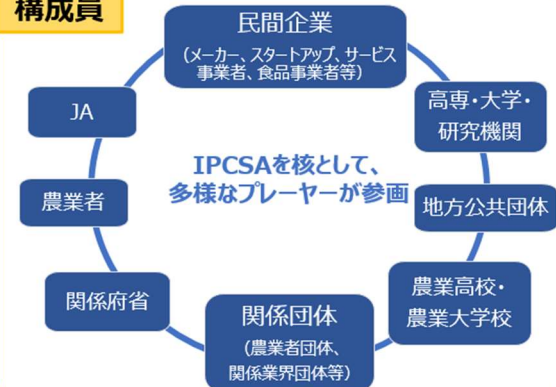 構成員
民間企業
（メーカー、スタートアップ、サービス
事業者、食品事業者等）
高専・大学・
研究機関
地方公共団体
農業高校・
農業大学校
関係団体
（農業者団体、
関係業界団体等）
関係府省
農業者
JA
IPCSAを核として、
多様なプレーヤーが参画